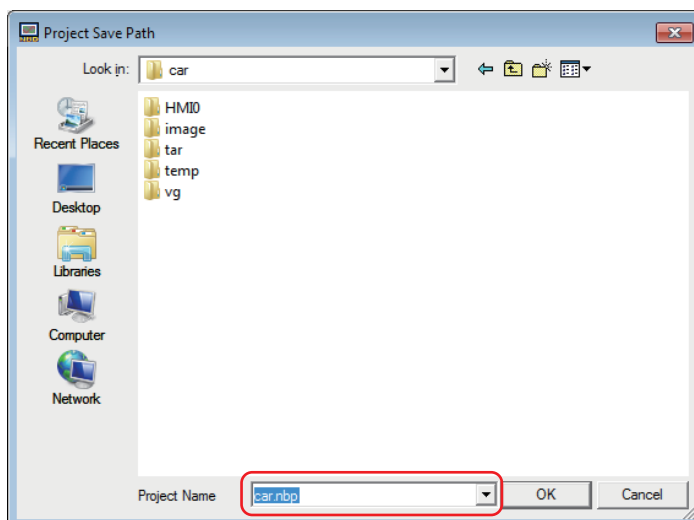 Project Save Path
Look in:
car
HMI0
image
tar
temp
vg
Recent Places
Desktop
Libraries
Computer
Network
Project Name
car.nbp
OK
Cancel